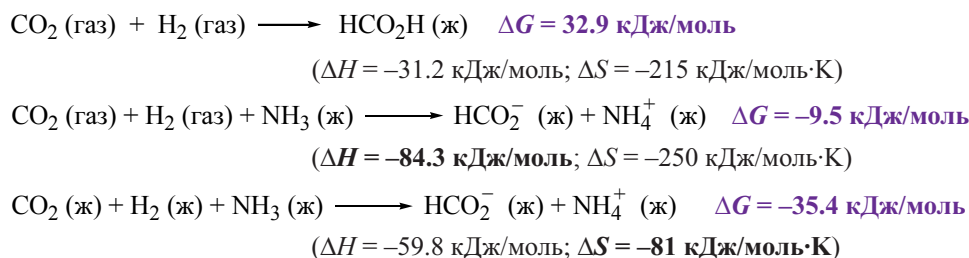 CO₂ (газ) + H₂ (газ) ⟶ HCO₂H (ж) ΔG = 32.9 кДж/моль
(ΔH = –31.2 кДж/моль; ΔS = –215 кДж/моль·K)
CO₂ (газ) + H₂ (газ) + NH₃ (ж) ⟶ HCO₂⁻ (ж) + NH₄⁺ (ж) ΔG = –9.5 кДж/моль
(ΔH = –84.3 кДж/моль; ΔS = –250 кДж/моль·K)
CO₂ (ж) + H₂ (ж) + NH₃ (ж) ⟶ HCO₂⁻ (ж) + NH₄⁺ (ж) ΔG = –35.4 кДж/моль
(ΔH = –59.8 кДж/моль; ΔS = –81 кДж/моль·K)